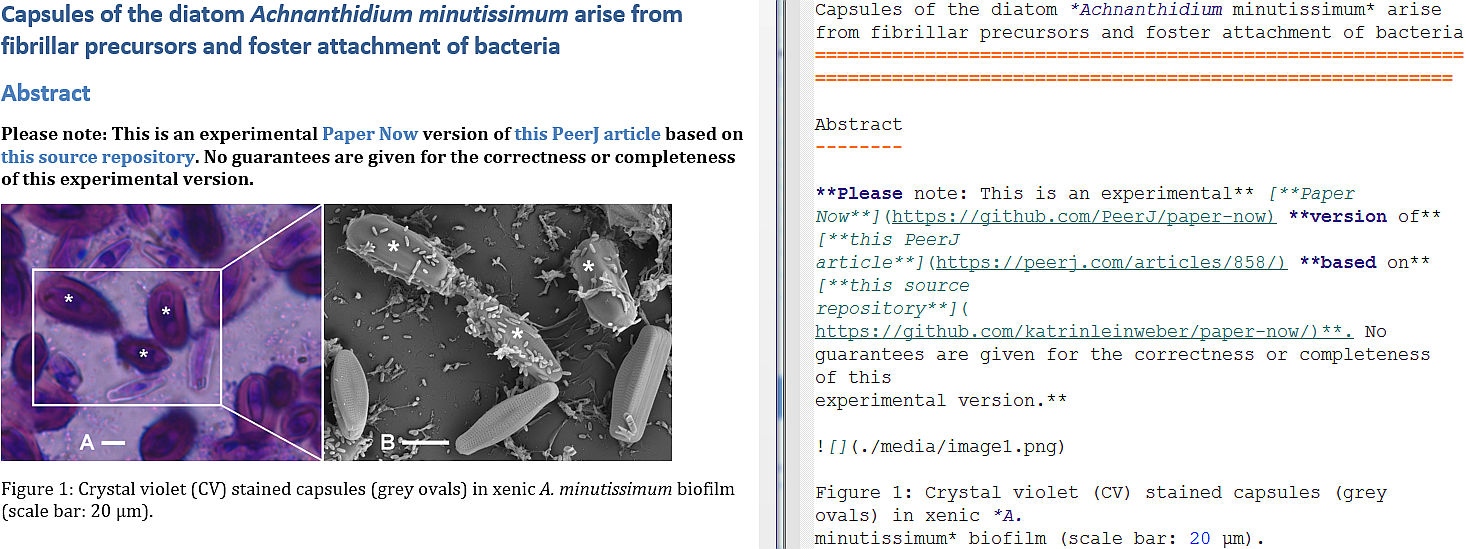 Capsules of the diatom Achnanthidium minutissimum arise from
fibrillar precursors and foster attachment of bacteria
Abstract
Please note: This is an experimental Paper Now version of this PeerJ article based on
this source repository. No guarantees are given for the correctness or completeness
of this experimental version.
* * *
A
* * *
B
Figure 1: Crystal violet (CV) stained capsules (grey ovals) in xenic A. minutissimum biofilm
(scale bar: 20 µm).
Capsules of the diatom *Achnanthidium minutissimum* arise
from fibrillar precursors and foster attachment of bacteria
===========================================================
==========================================================
Abstract
--------
**Please note: This is an experimental** [**Paper
Now**](https://github.com/PeerJ/paper-now) **version of**
[**this PeerJ
article**](https://peerj.com/articles/858/) **based on**
[**this source
repository**](
https://github.com/katrinleinweber/paper-now/)**. No
guarantees are given for the correctness or completeness
of this
experimental version.**
![](./media/image1.png)
Figure 1: Crystal violet (CV) stained capsules (grey
ovals) in xenic *A.
minutissimum* biofilm (scale bar: 20 µm).